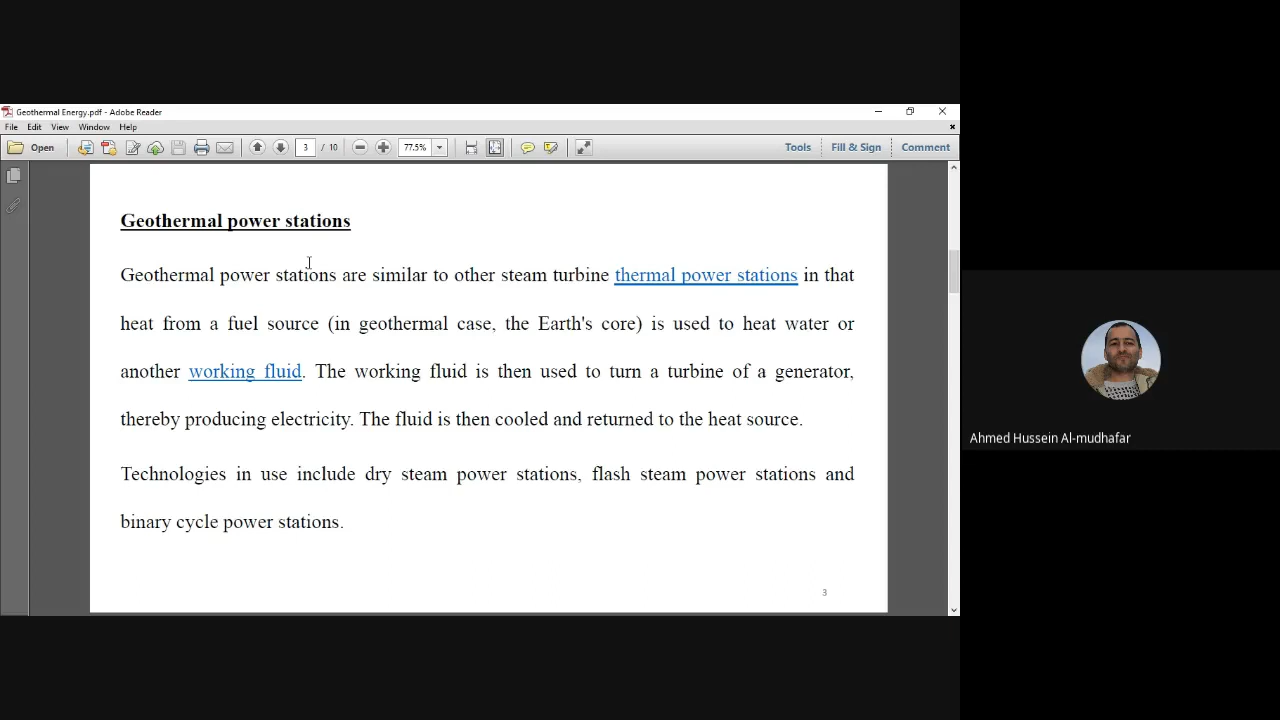 Geothermal Energy.pdf - Adobe Reader
File Edit View Window Help
Open 3 / 10 77.5% Tools Fill & Sign Comment
Geothermal power stations
Geothermal power stations are similar to other steam turbine thermal power stations in that
heat from a fuel source (in geothermal case, the Earth's core) is used to heat water or
another working fluid. The working fluid is then used to turn a turbine of a generator,
thereby producing electricity. The fluid is then cooled and returned to the heat source.
Technologies in use include dry steam power stations, flash steam power stations and
binary cycle power stations.
3
Ahmed Hussein Al-mudhafar